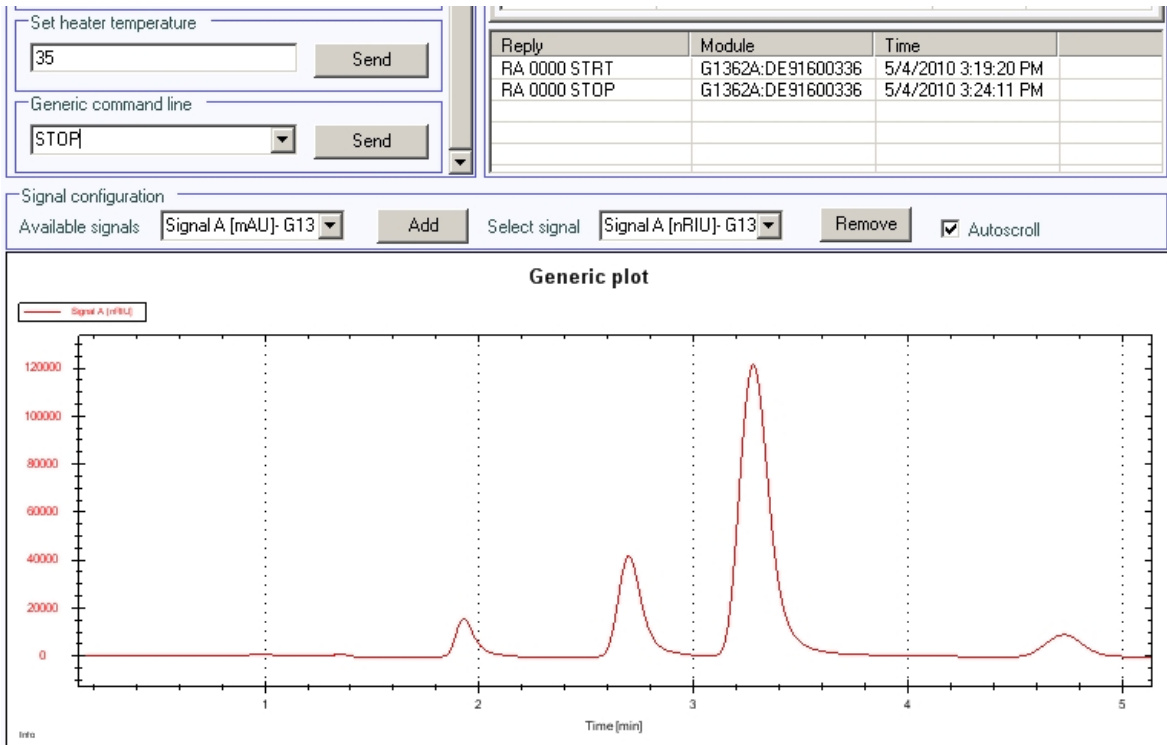 Set heater temperature
35
Send
Generic command line
STOP
Send
Reply Module Time
RA 0000 STRT G1362A:DE91600336 5/4/2010 3:19:20 PM
RA 0000 STOP G1362A:DE91600336 5/4/2010 3:24:11 PM
Signal configuration
Available signals Signal A [mAU]- G13 Add Select signal Signal A [nRIU]- G13 Remove Autoscroll
Generic plot
Signal A [nRIU]
120000
100000
80000
60000
40000
20000
0
1 2 3 4 5
Time [min]
Info